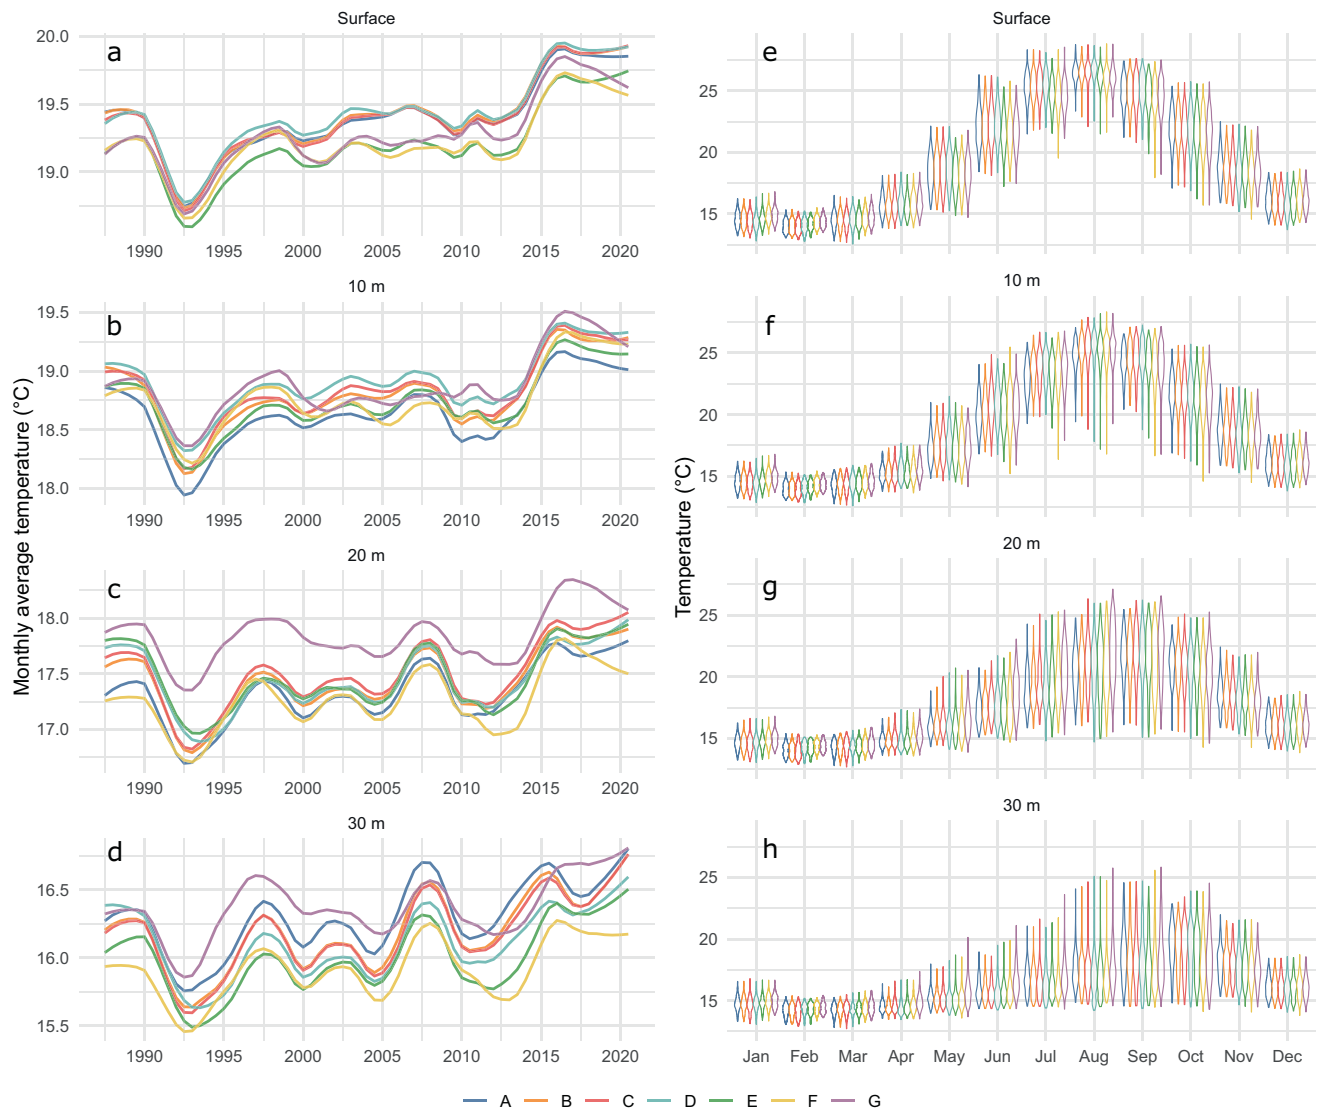 Surface
a
20.0
19.5
19.0
1990 1995 2000 2005 2010 2015 2020
10 m
b
19.5
19.0
18.5
18.0
1990 1995 2000 2005 2010 2015 2020
20 m
c
18.0
17.5
17.0
1990 1995 2000 2005 2010 2015 2020
30 m
d
16.5
16.0
15.5
1990 1995 2000 2005 2010 2015 2020
Monthly average temperature (°C)
Surface
e
25
20
15
10 m
f
25
20
15
20 m
g
25
20
15
30 m
h
25
20
15
Jan Feb Mar Apr May Jun Jul Aug Sep Oct Nov Dec
Temperature (°C)
A B C D E F G